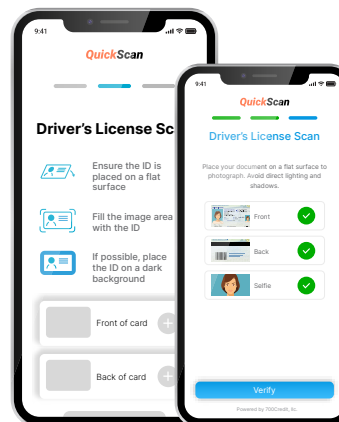 9:41
QuickScan
Driver's License Sc
Ensure the ID is
placed on a flat
surface
Fill the image area
with the ID
If possible, place
the ID on a dark
background
Front of card
Back of card
9:41
QuickScan
Driver's License Scan
Place your document on a flat surface to
photograph. Avoid direct lighting and
shadows.
Front
Back
Selfie
Verify
Powered by 700Credit, llc.